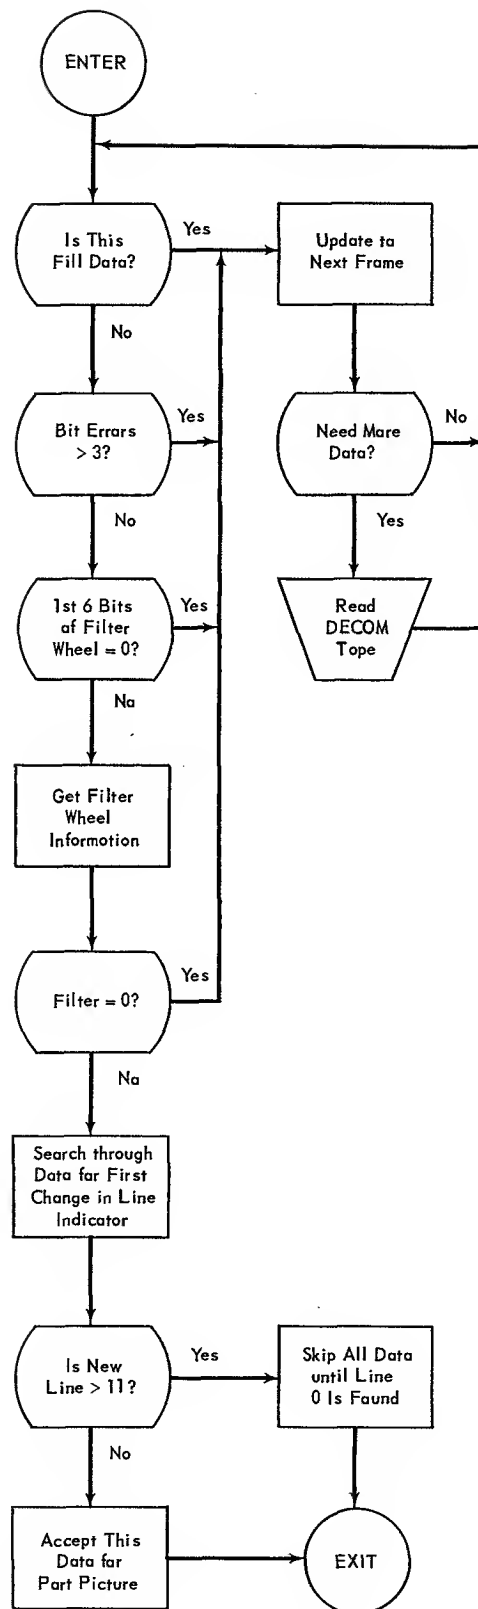 ENTER
Is This
Fill Data?
Yes
Update ta
Next Frame
No
Bit Errors
> 3?
Yes
Need Mare
Data?
No
No
Yes
1st 6 Bits
af Filter
Wheel = 0?
Yes
Read
DECOM
Tope
Na
Get Filter
Wheel
Informotion
Filter = 0?
Yes
Na
Search through
Data far First
Change in Line
Indicator
Is New
Line > 11?
Yes
Skip All Data
until Line
0 Is Faund
No
Accept This
Data far
Part Picture
EXIT